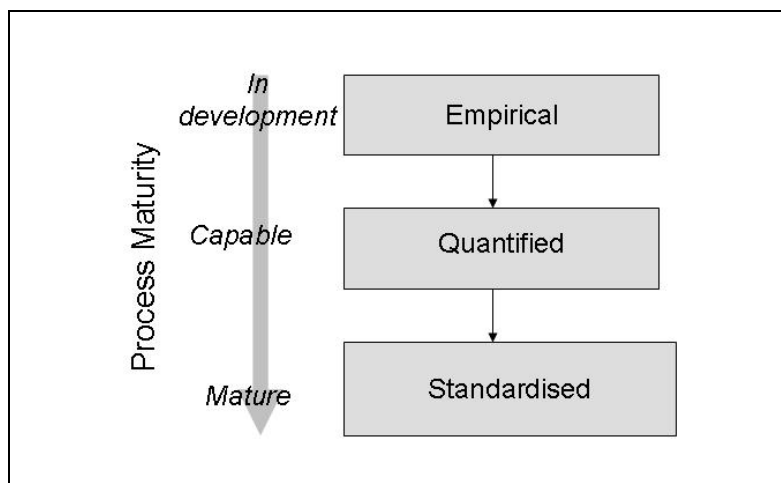 Process Maturity
In
development
Empirical
Capable
Quantified
Mature
Standardised